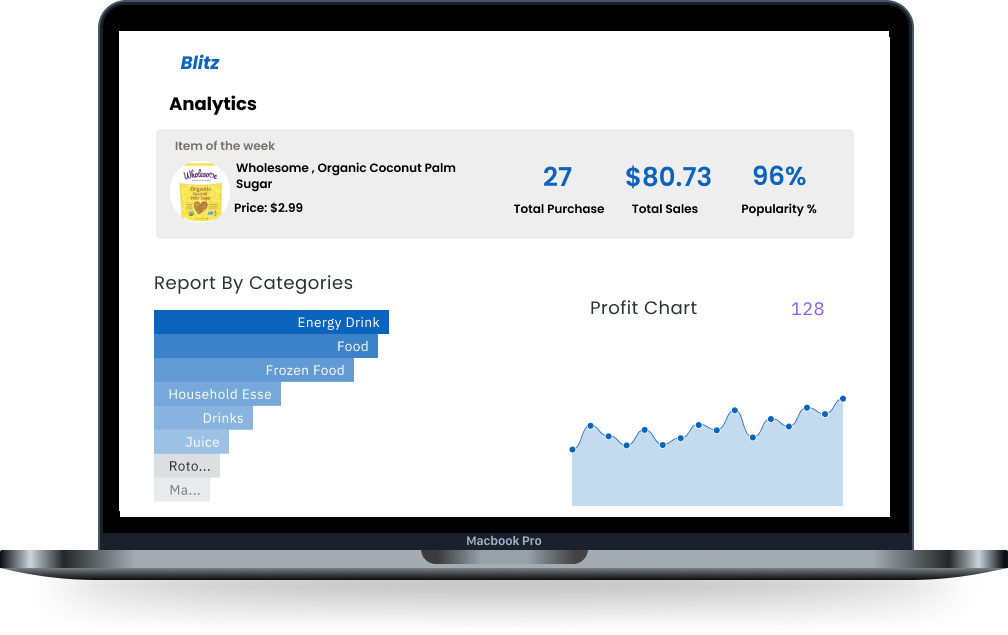 Blitz
Analytics
Item of the week
Wholesome , Organic Coconut Palm
Sugar
Price: $2.99
Wholesome
Organic
Coconut
Palm Sugar
27
Total Purchase
$80.73
Total Sales
96%
Popularity %
Report By Categories
Energy Drink
Food
Frozen Food
Household Esse
Drinks
Juice
Roto...
Ma...
Profit Chart
128
Macbook Pro